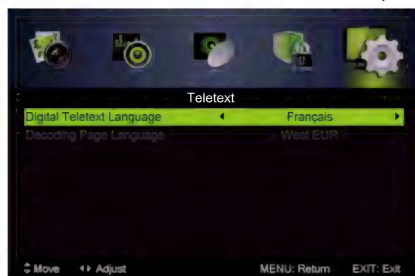 Teletext
Digital Teletext Language Français
Decoding Page Language West EUR
Move Adjust MENU: Return EXIT: Exit